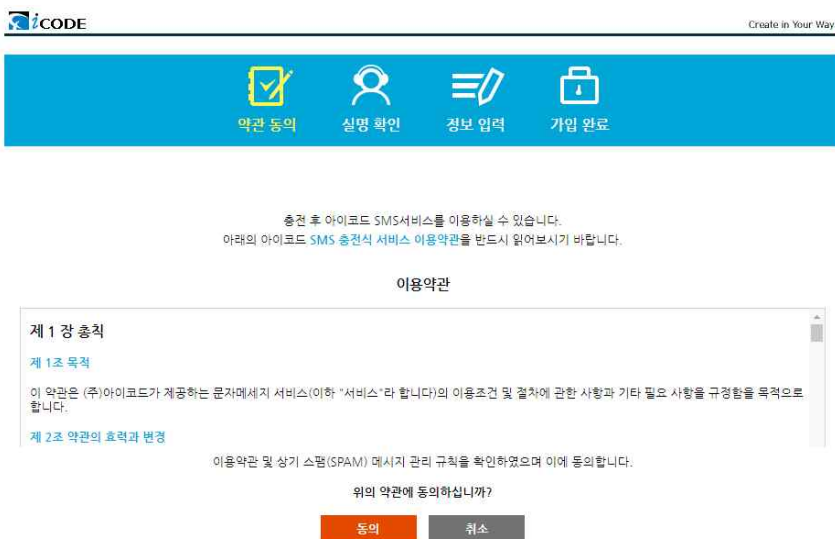 iCODE
Create in Your Way
약관 동의
실명 확인
정보 입력
가입 완료
충전 후 아이코드 SMS서비스를 이용하실 수 있습니다.
아래의 아이코드 SMS 충전식 서비스 이용약관을 반드시 읽어보시기 바랍니다.
이용약관
제 1 장 총칙
제 1조 목적
이 약관은 (주)아이코드가 제공하는 문자메세지 서비스(이하 "서비스"라 합니다)의 이용조건 및 절차에 관한 사항과 기타 필요 사항을 규정함을 목적으로
합니다.
제 2조 약관의 효력과 변경
이용약관 및 상기 스팸(SPAM) 메시지 관리 규칙을 확인하였으며 이에 동의합니다.
위의 약관에 동의하십니까?
동의
취소